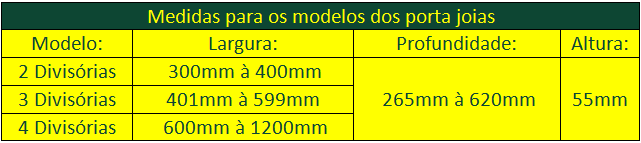 Medidas para os modelos dos porta joias
Modelo: Largura: Profundidade: Altura:
2 Divisórias 300mm à 400mm
3 Divisórias 401mm à 599mm 265mm à 620mm 55mm
4 Divisórias 600mm à 1200mm